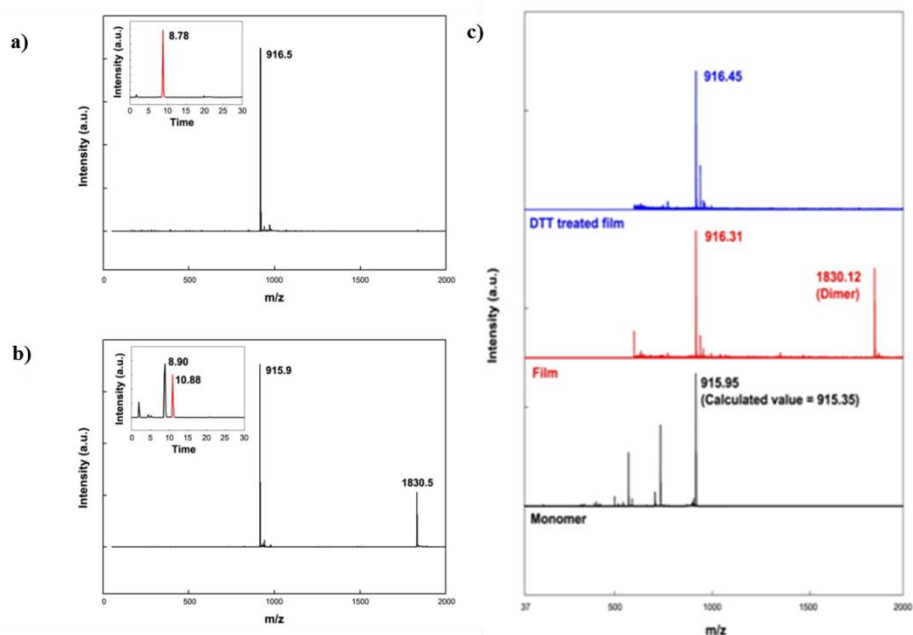 a)
Intensity (a.u.)
Intensity (a.u.)
8.78
0 5 10 15 20 25 30
Time
916.5
0 500 1000 1500 2000
m/z
b)
Intensity (a.u.)
Intensity (a.u.)
8.90
10.88
0 5 10 15 20 25 30
Time
915.9
1830.5
0 500 1000 1500 2000
m/z
c)
Intensity (a.u.)
916.45
DTT treated film
916.31
1830.12
(Dimer)
Film
915.95
(Calculated value = 915.35)
Monomer
37 500 1000 1500 2000
m/z